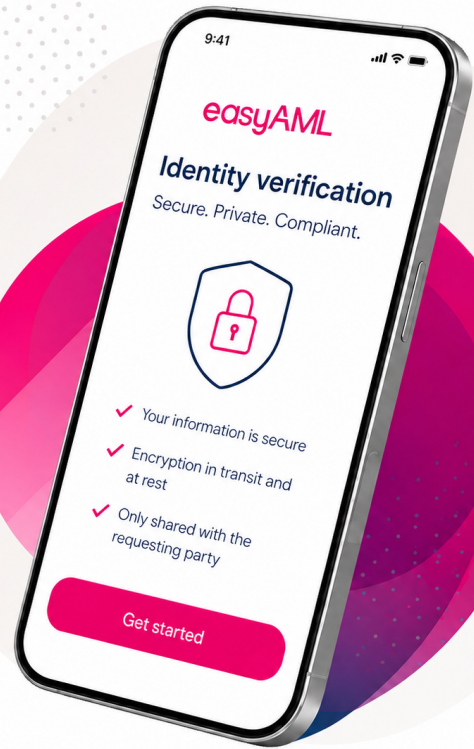 9:41
easyAML
Identity verification
Secure. Private. Compliant.
Your information is secure
Encryption in transit and
at rest
Only shared with the
requesting party
Get started